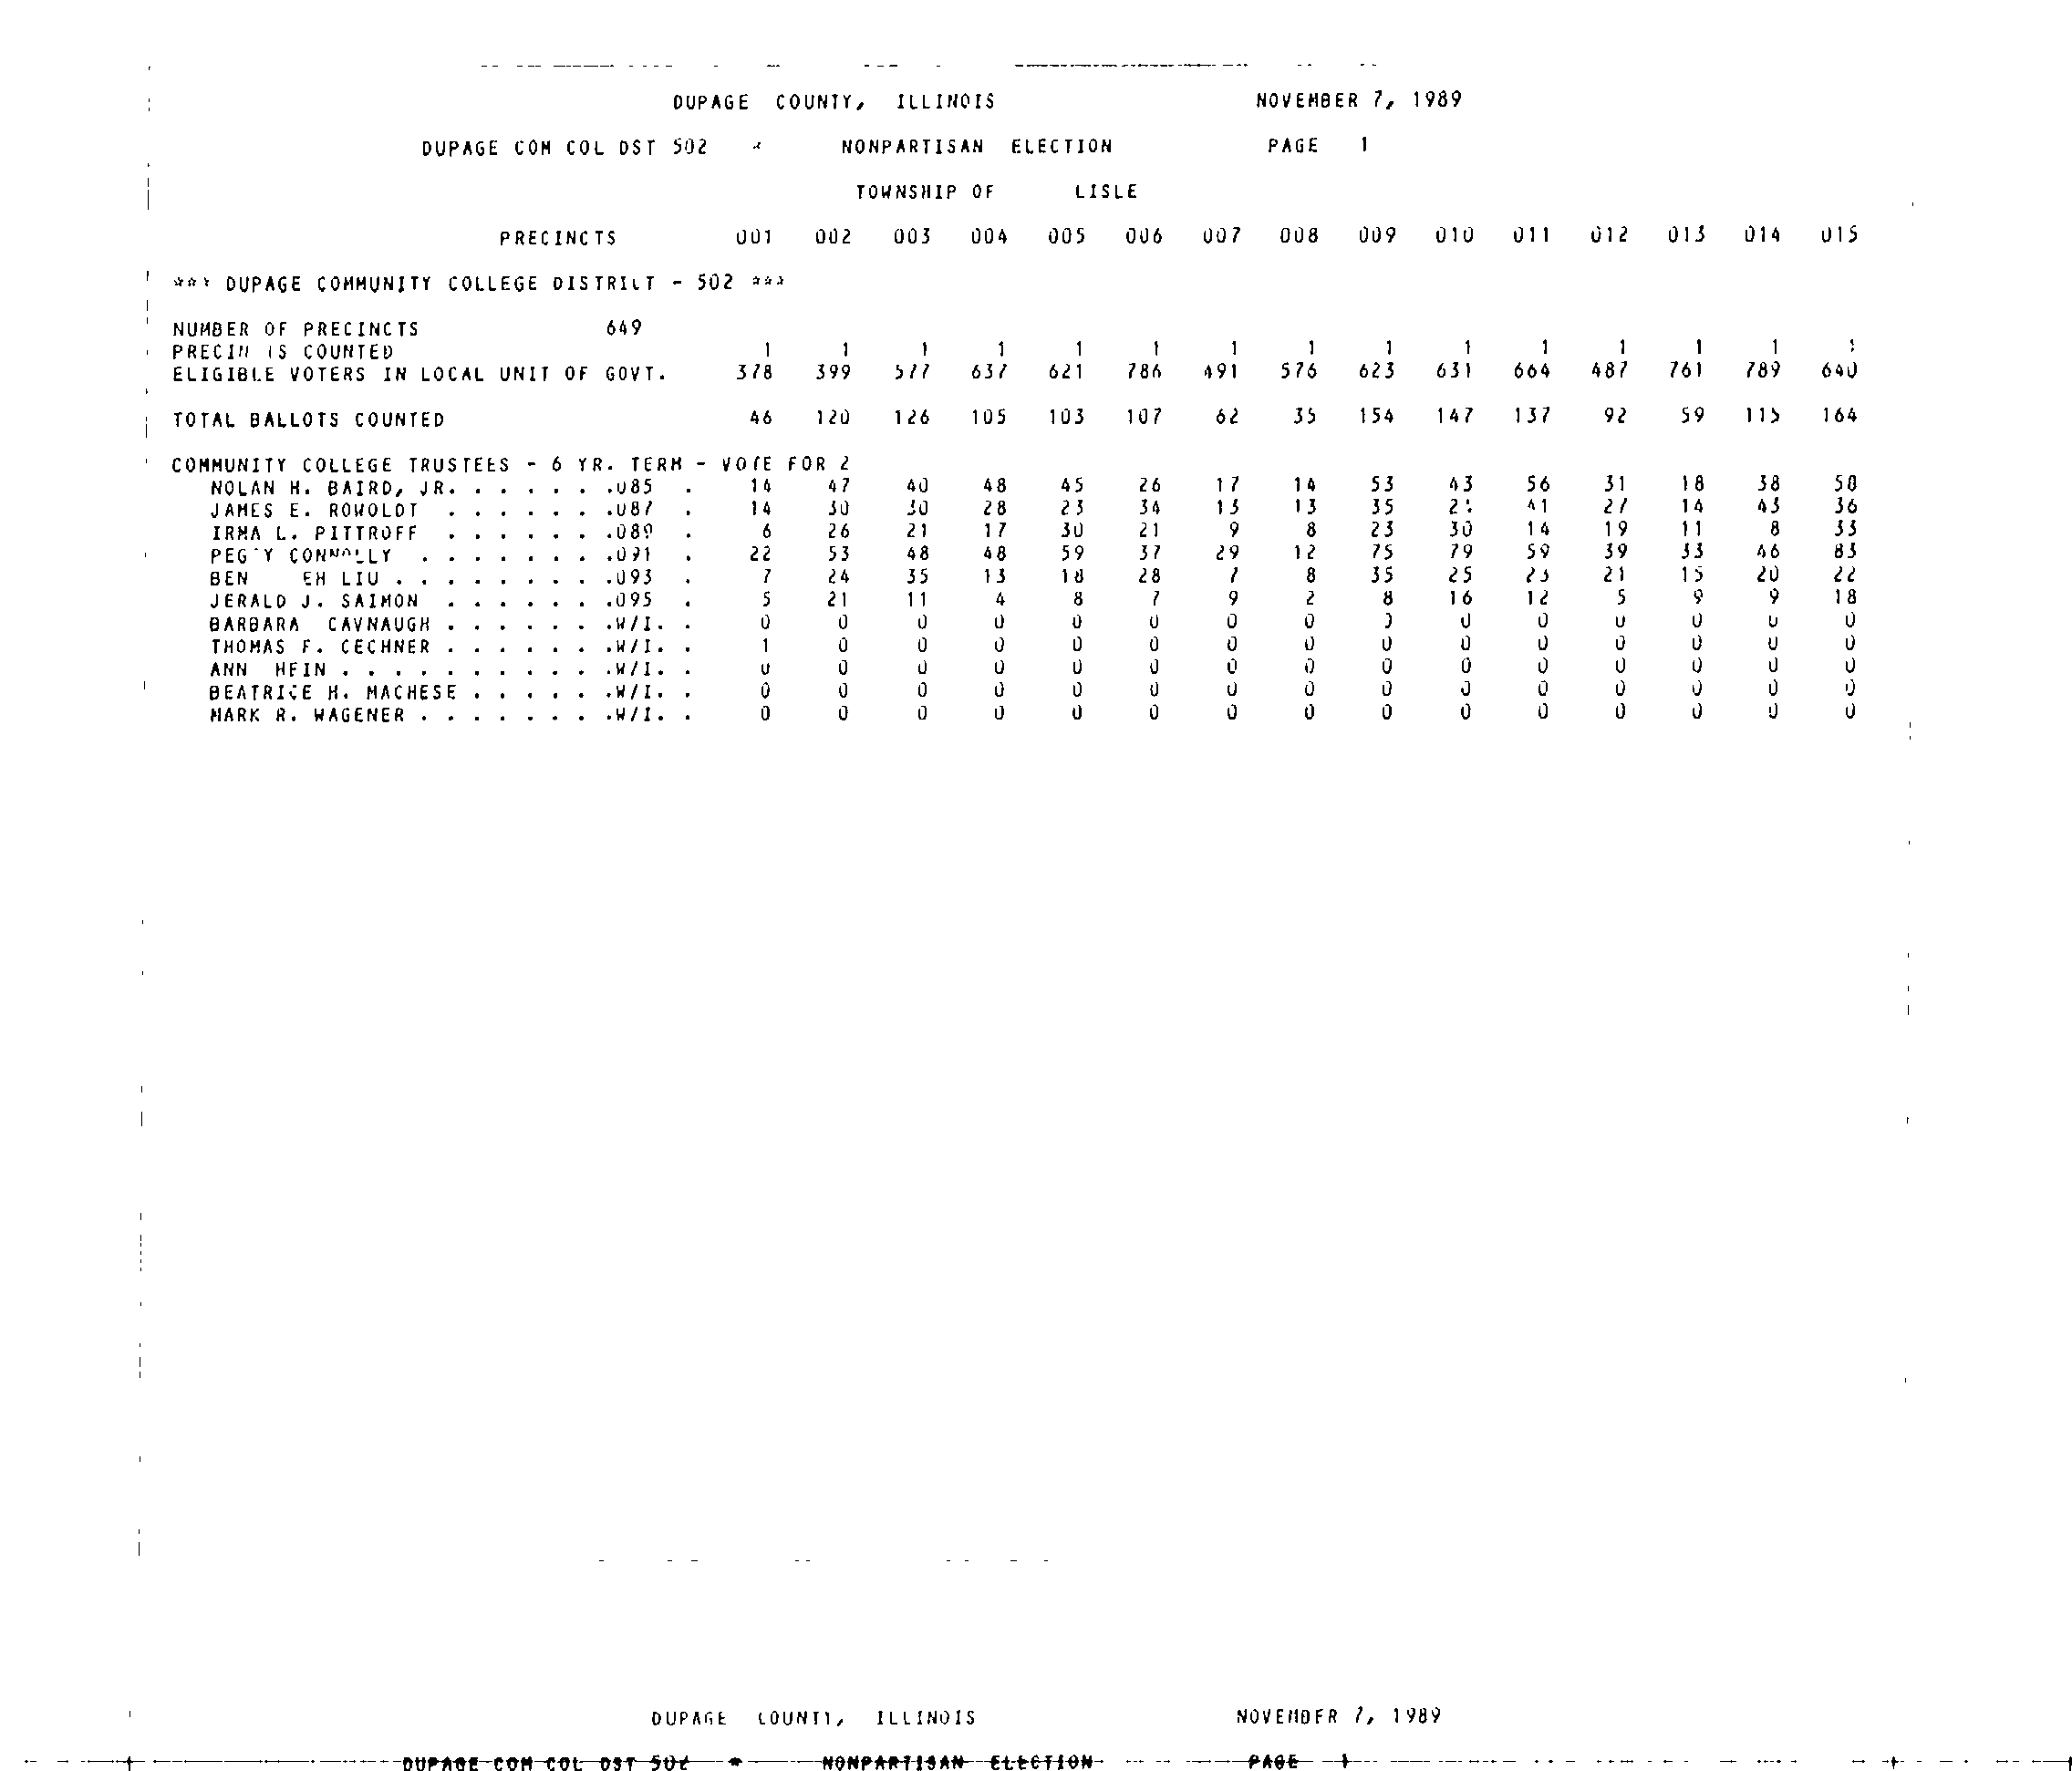 DUPAGE COUNTY, ILLINOIS NOVEMBER 7, 1989
DUPAGE COM COL DST 502 * NONPARTISAN ELECTION PAGE 1
TOWNSHIP OF LISLE
PRECINCTS 001 002 003 004 005 006 007 008 009 010 011 012 013 014 015
*** DUPAGE COMMUNITY COLLEGE DISTRICT - 502 ***
NUMBER OF PRECINCTS 649
COUNTED 1 1 1 1 1 1 1 1 1 1 1 1 1 1 1
ELIGIBLE VOTERS IN LOCAL UNIT OF GOVT. 378 399 577 637 621 786 491 576 623 631 664 487 761 789 640
TOTAL BALLOTS COUNTED 46 120 126 105 103 107 62 35 154 147 137 92 59 115 164
COMMUNITY COLLEGE TRUSTEES - 6 YR. TERM - VOTE FOR 2
NOLAN H. BAIRD, JR. . . . . . .085 . 14 47 40 48 45 26 17 14 53 43 56 31 18 38 50
JAMES E. ROWOLDT . . . . . . .087 . 14 30 30 28 23 34 13 13 35 41 27 14 43 36
IRMA L. PITTROFF . . . . . . .089 . 6 26 21 17 30 21 9 8 23 30 14 19 11 8 33
CONNOLLY . . . . . . . .091 . 22 53 48 48 59 37 29 12 75 79 59 39 33 46 83
BEN LIU . . . . . . . . .093 . 7 24 35 13 18 28 7 8 35 25 23 21 15 20 22
JERALD J. SAIMON . . . . . . .095 . 5 21 11 4 8 7 9 2 8 16 12 5 9 9 18
BARBARA CAVNAUGH . . . . . . .W/I. . 0 0 0 0 0 0 0 0 0 0 0 0 0 0 0
THOMAS F. CECHNER . . . . . . .W/I. . 1 0 0 0 0 0 0 0 0 0 0 0 0 0 0
ANN HEIN . . . . . . . . . . .W/I. . 0 0 0 0 0 0 0 0 0 0 0 0 0 0 0
BEATRICE H. MACHESE . . . . . .W/I. . 0 0 0 0 0 0 0 0 0 0 0 0 0 0 0
MARK R. WAGENER . . . . . . . .W/I. . 0 0 0 0 0 0 0 0 0 0 0 0 0 0 0
DUPAGE COUNTY, ILLINOIS NOVEMBER 7, 1989
DUPAGE COM COL DST 502 * NONPARTISAN ELECTION PAGE 1